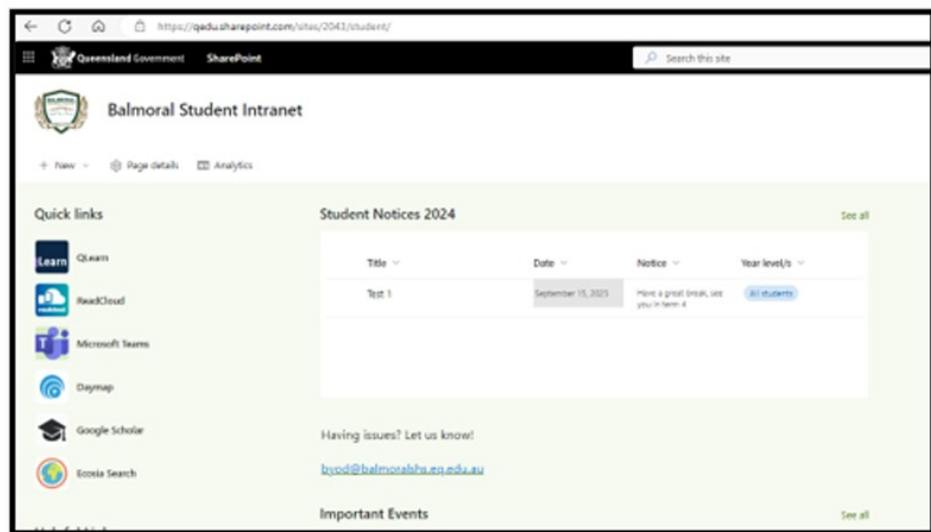 https://qedu.sharepoint.com/sites/2043/student/
Queensland Government SharePoint Search this site
BALMORAL
Balmoral Student Intranet
+ New Page details Analytics
Quick links
Learn QLearn
ReadCloud
Microsoft Teams
Daymap
Google Scholar
Ecosia Search
Student Notices 2024 See all
Title Date Notice Year level/s
Test 1 September 15, 2023 Have a great break, see
you in term 4 All students
Having issues? Let us know!
byod@balmoralshs.eq.edu.au
Important Events See all